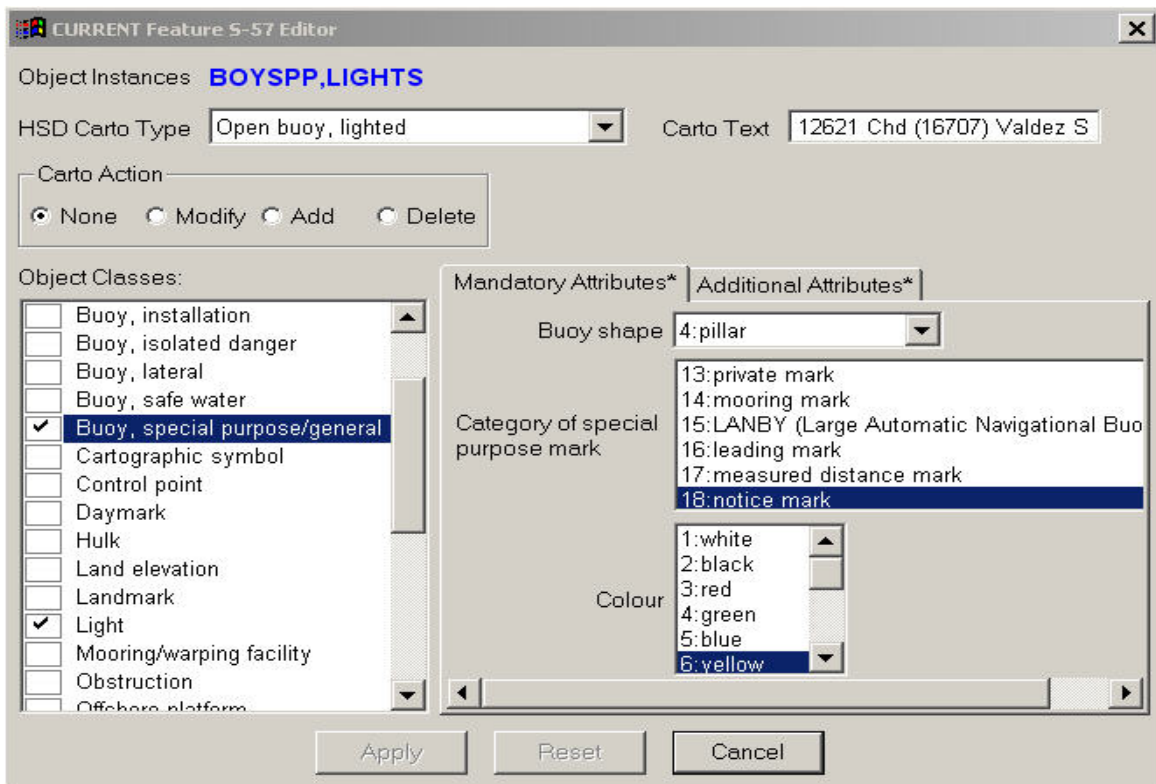 CURRENT Feature S-57 Editor
Object Instances BOYSPP,LIGHTS
HSD Carto Type Open buoy, lighted Carto Text 12621 Chd (16707) Valdez S
Carto Action
None Modify Add Delete
Object Classes:
Buoy, installation
Buoy, isolated danger
Buoy, lateral
Buoy, safe water
Buoy, special purpose/general
Cartographic symbol
Control point
Daymark
Hulk
Land elevation
Landmark
Light
Mooring/warping facility
Obstruction
Offshore platform
Mandatory Attributes* Additional Attributes*
Buoy shape 4:pillar
Category of special
purpose mark
13:private mark
14:mooring mark
15:LANBY (Large Automatic Navigational Buo
16:leading mark
17:measured distance mark
18:notice mark
Colour
1:white
2:black
3:red
4:green
5:blue
6:yellow
Apply Reset Cancel